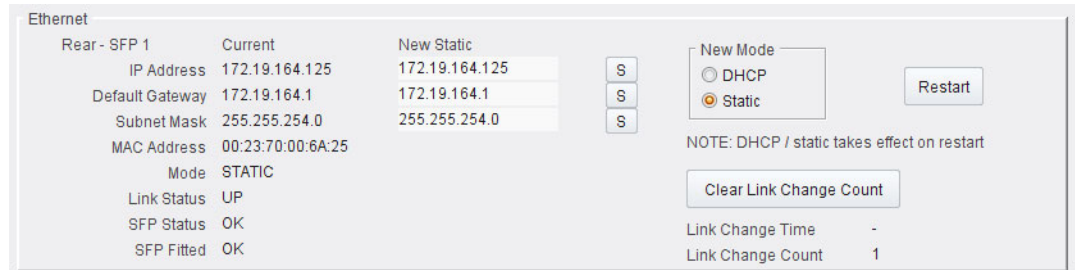 Ethernet
Rear - SFP 1 Current New Static
IP Address 172.19.164.125 172.19.164.125 S
Default Gateway 172.19.164.1 172.19.164.1 S
Subnet Mask 255.255.254.0 255.255.254.0 S
MAC Address 00:23:70:00:6A:25
Mode STATIC
Link Status UP
SFP Status OK
SFP Fitted OK
New Mode
DHCP
Static
Restart
NOTE: DHCP / static takes effect on restart
Clear Link Change Count
Link Change Time -
Link Change Count 1